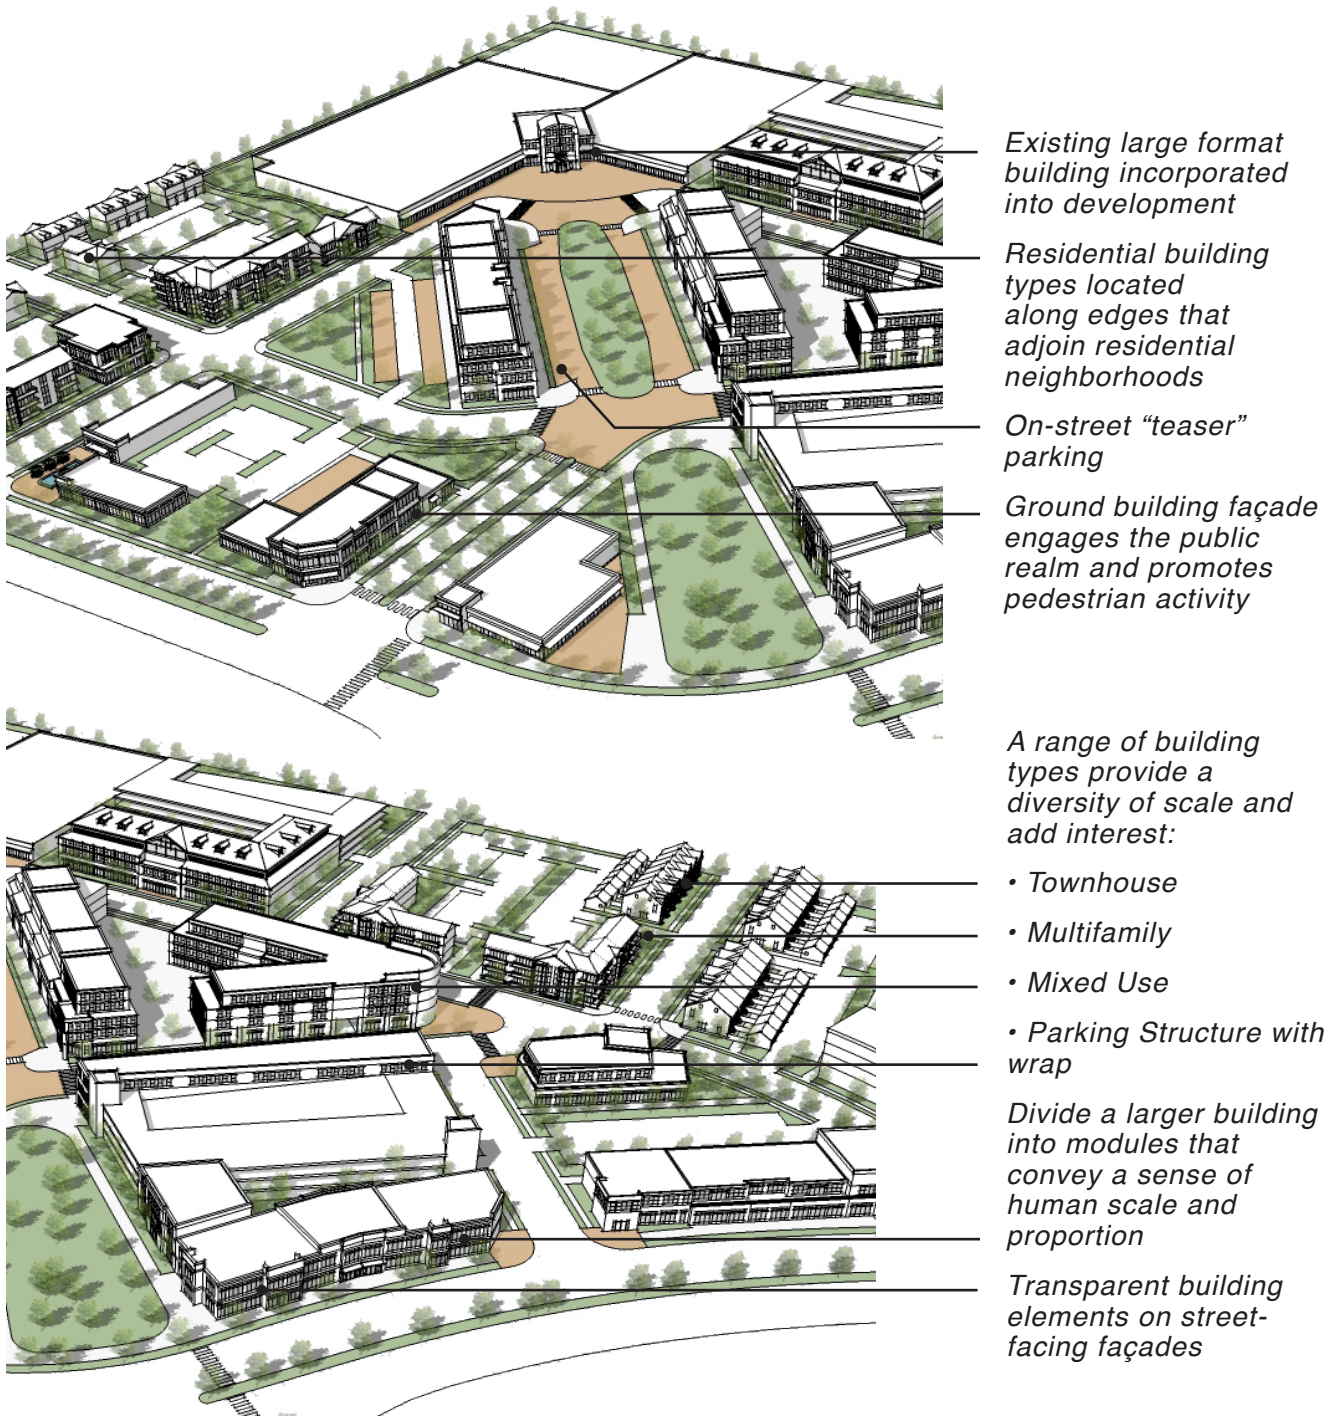 Existing large format
building incorporated
into development
Residential building
types located
along edges that
adjoin residential
neighborhoods
On-street “teaser”
parking
Ground building façade
engages the public
realm and promotes
pedestrian activity
A range of building
types provide a
diversity of scale and
add interest:
• Townhouse
• Multifamily
• Mixed Use
• Parking Structure with
wrap
Divide a larger building
into modules that
convey a sense of
human scale and
proportion
Transparent building
elements on street-
facing façades